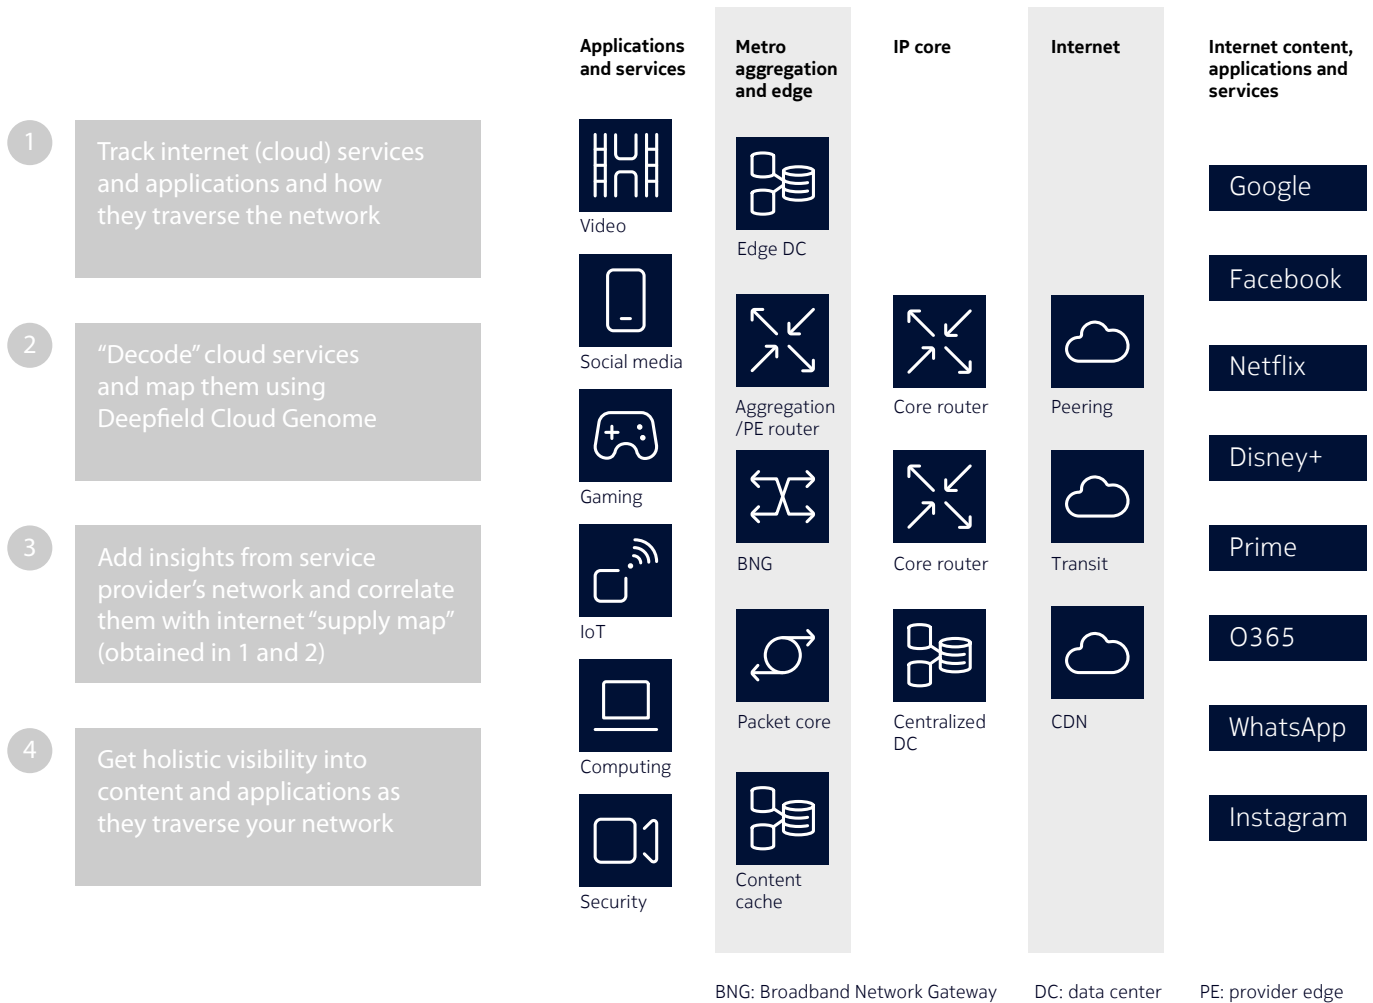 1
Track internet (cloud) services
and applications and how
they traverse the network
2
“Decode” cloud services
and map them using
Deepfield Cloud Genome
3
Add insights from service
provider’s network and correlate
them with internet “supply map”
(obtained in 1 and 2)
4
Get holistic visibility into
content and applications as
they traverse your network
Applications
and services
Video
Social media
Gaming
IoT
Computing
Security
Metro
aggregation
and edge
Edge DC
Aggregation
/PE router
BNG
Packet core
Content
cache
IP core
Core router
Core router
Centralized
DC
Internet
Peering
Transit
CDN
Internet content,
applications and
services
Google
Facebook
Netflix
Disney+
Prime
O365
WhatsApp
Instagram
BNG: Broadband Network Gateway
DC: data center
PE: provider edge